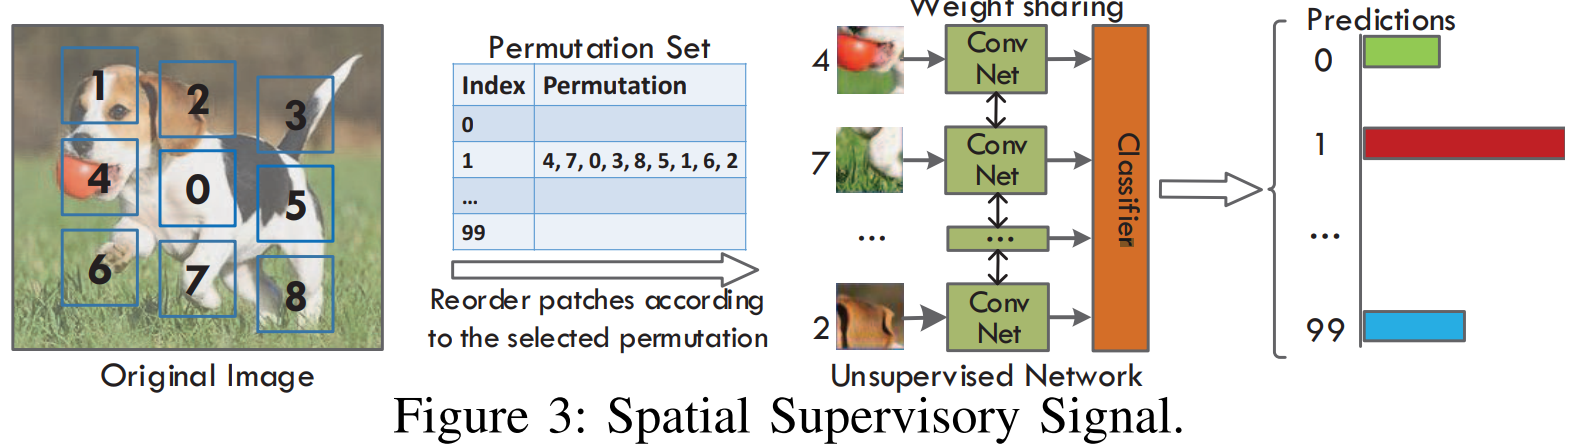 1
2
3
4
0
5
6
7
8
Original Image
Permutation Set
Index Permutation
0
1 4, 7, 0, 3, 8, 5, 1, 6, 2
...
99
Reorder patches according
to the selected permutation
Weight sharing
4
Conv
Net
7
Conv
Net
...
...
2
Conv
Net
Classifier
Unsupervised Network
Predictions
0
1
...
99
Figure 3: Spatial Supervisory Signal.